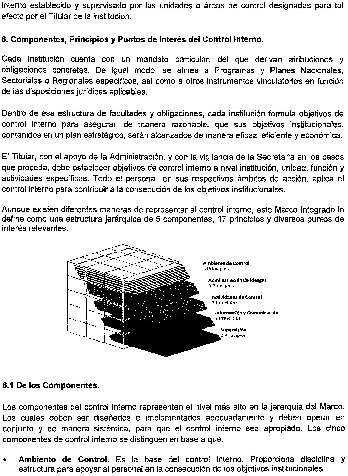 interno establecido y supervisado por las unidades o áreas de control designadas para tal
efecto por el Titular de la Institución.
6. Componentes, Principios y Puntos de Interés del Control Interno.
Cada Institución cuenta con un mandato particular, del que derivan atribuciones y
obligaciones concretas. De igual modo, se alinea a Programas y Planes Nacionales,
Sectoriales o Regionales específicos, así como a otros instrumentos vinculatorios en función
de las disposiciones jurídicas aplicables.
Dentro de esa estructura de facultades y obligaciones, cada institución formula objetivos de
control interno para asegurar, de manera razonable, que sus objetivos institucionales,
contenidos en un plan estratégico, serán alcanzados de manera eficaz, eficiente y económica.
El Titular, con el apoyo de la Administración, y con la vigilancia de la Secretaría en los casos
que proceda, debe establecer objetivos de control interno a nivel institución, unidad, función y
actividades específicas. Todo el personal, en sus respectivos ámbitos de acción, aplica el
control interno para contribuir a la consecución de los objetivos institucionales.
Aunque existen diferentes maneras de representar al control interno, este Marco Integrado lo
define como una estructura jerárquica de 5 componentes, 17 principios y diversos puntos de
interés relevantes.
Ambiente de Control
Administración de Riesgos
Actividades de Control
Información y Comunicación
Supervisión
6.1 De los Componentes.
Los componentes del control interno representan el nivel más alto en la jerarquía del Marco.
Los cuales deben ser diseñados e implementados adecuadamente y deben operar en
conjunto y de manera sistémica, para que el control interno sea apropiado. Los cinco
componentes de control interno se distinguen en base a que:
• Ambiente de Control. Es la base del control interno. Proporciona disciplina y
estructura para apoyar al personal en la consecución de los objetivos institucionales.